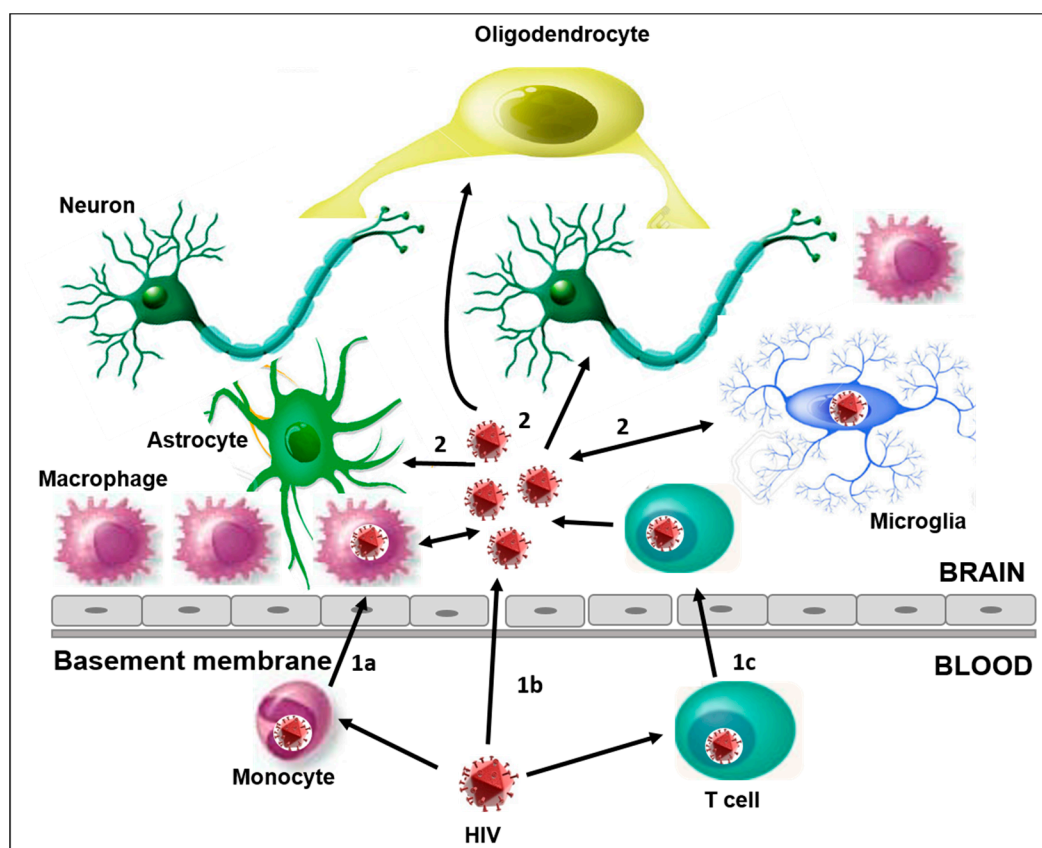 Oligodendrocyte
Neuron
Astrocyte
2
2
2
Macrophage
Microglia
BRAIN
Basement membrane
1a
1b
1c
BLOOD
Monocyte
T cell
HIV